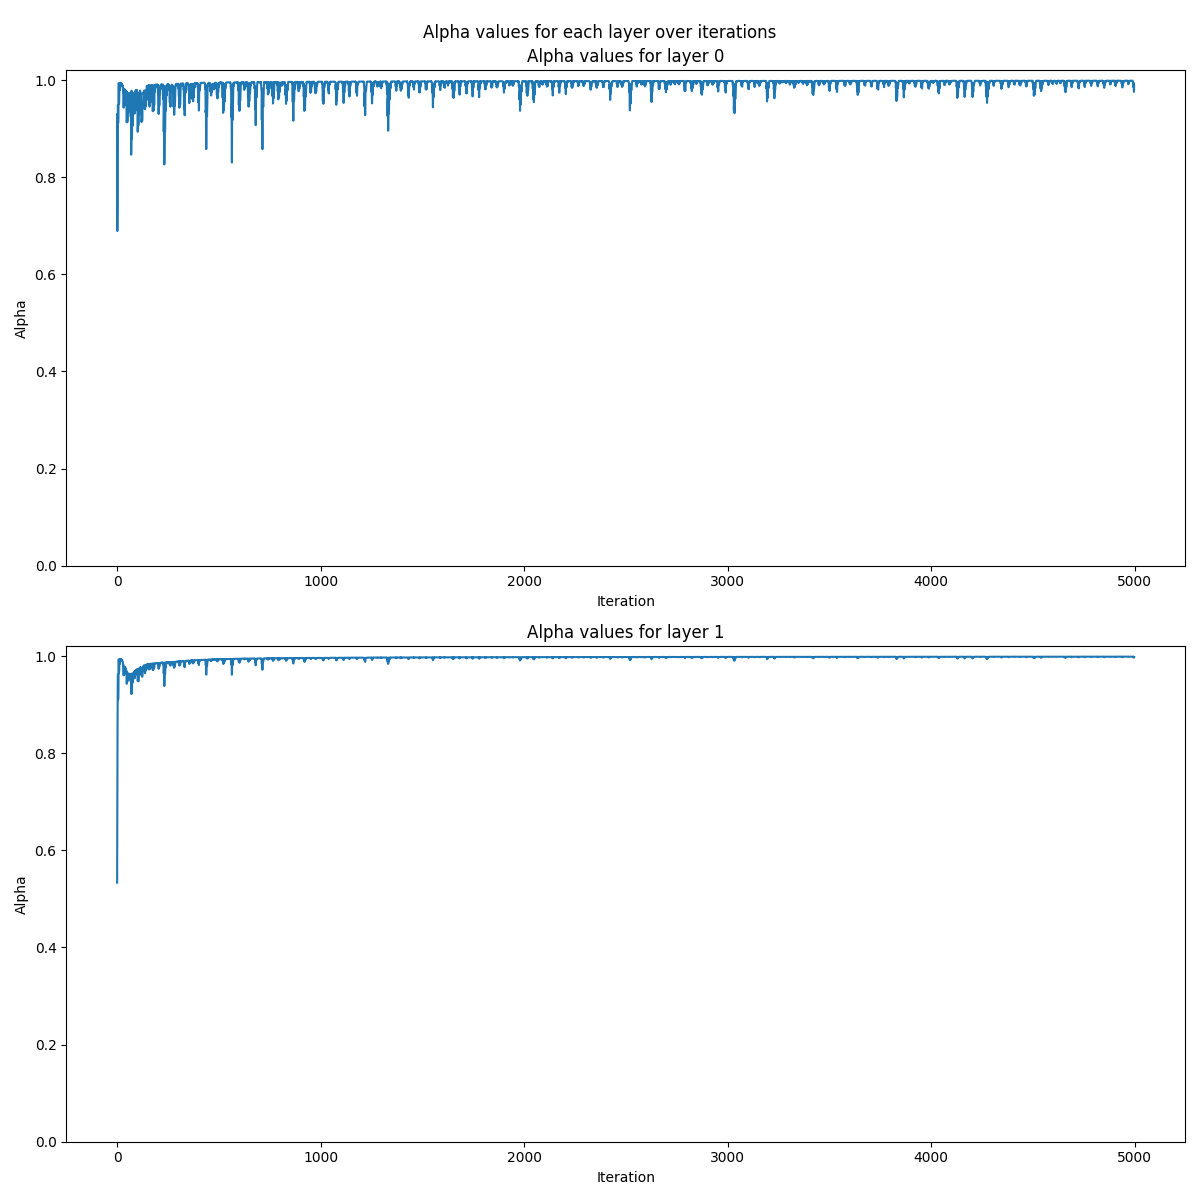 Alpha values for each layer over iterations
Alpha values for layer 0
1.0
0.8
0.6
0.4
0.2
0.0
Alpha
0 1000 2000 3000 4000 5000
Iteration
Alpha values for layer 1
1.0
0.8
0.6
0.4
0.2
0.0
Alpha
0 1000 2000 3000 4000 5000
Iteration